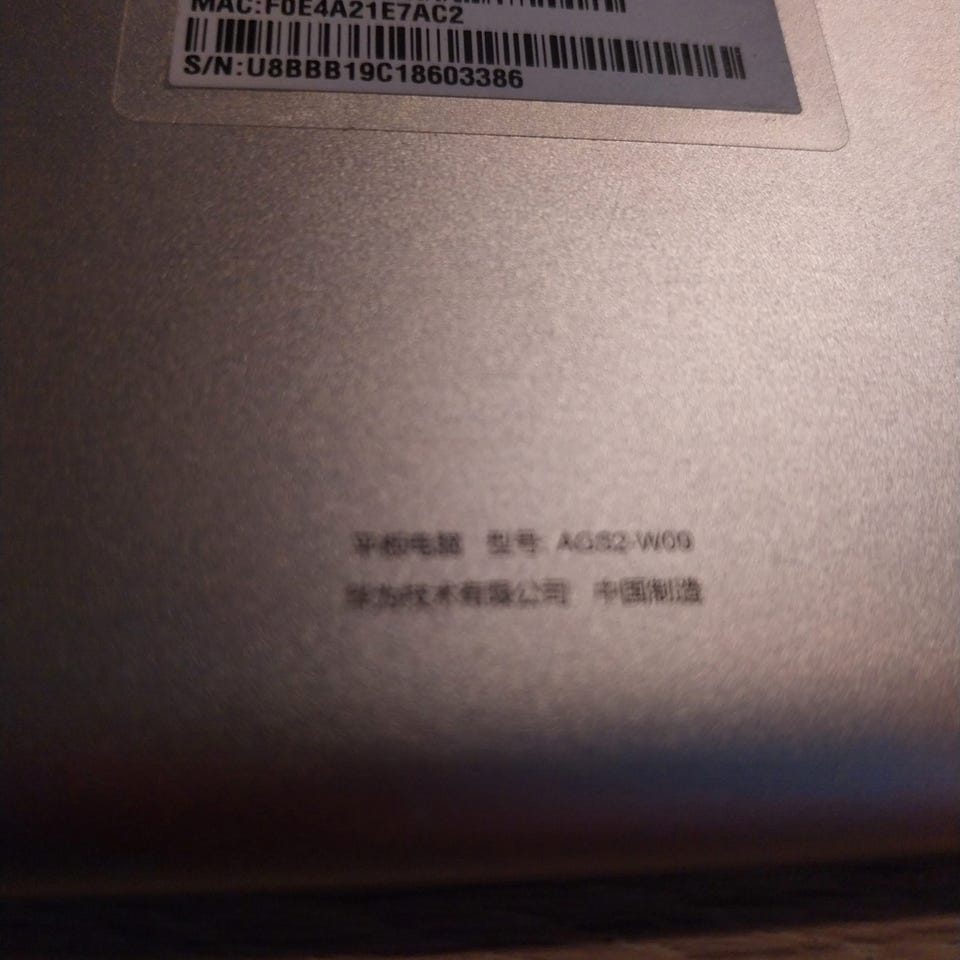 MAC:F0E4A21E7AC2
S/N:U8BBB19C18603386
平板电脑 型号: AGS2-W09
华为技术有限公司 中国制造